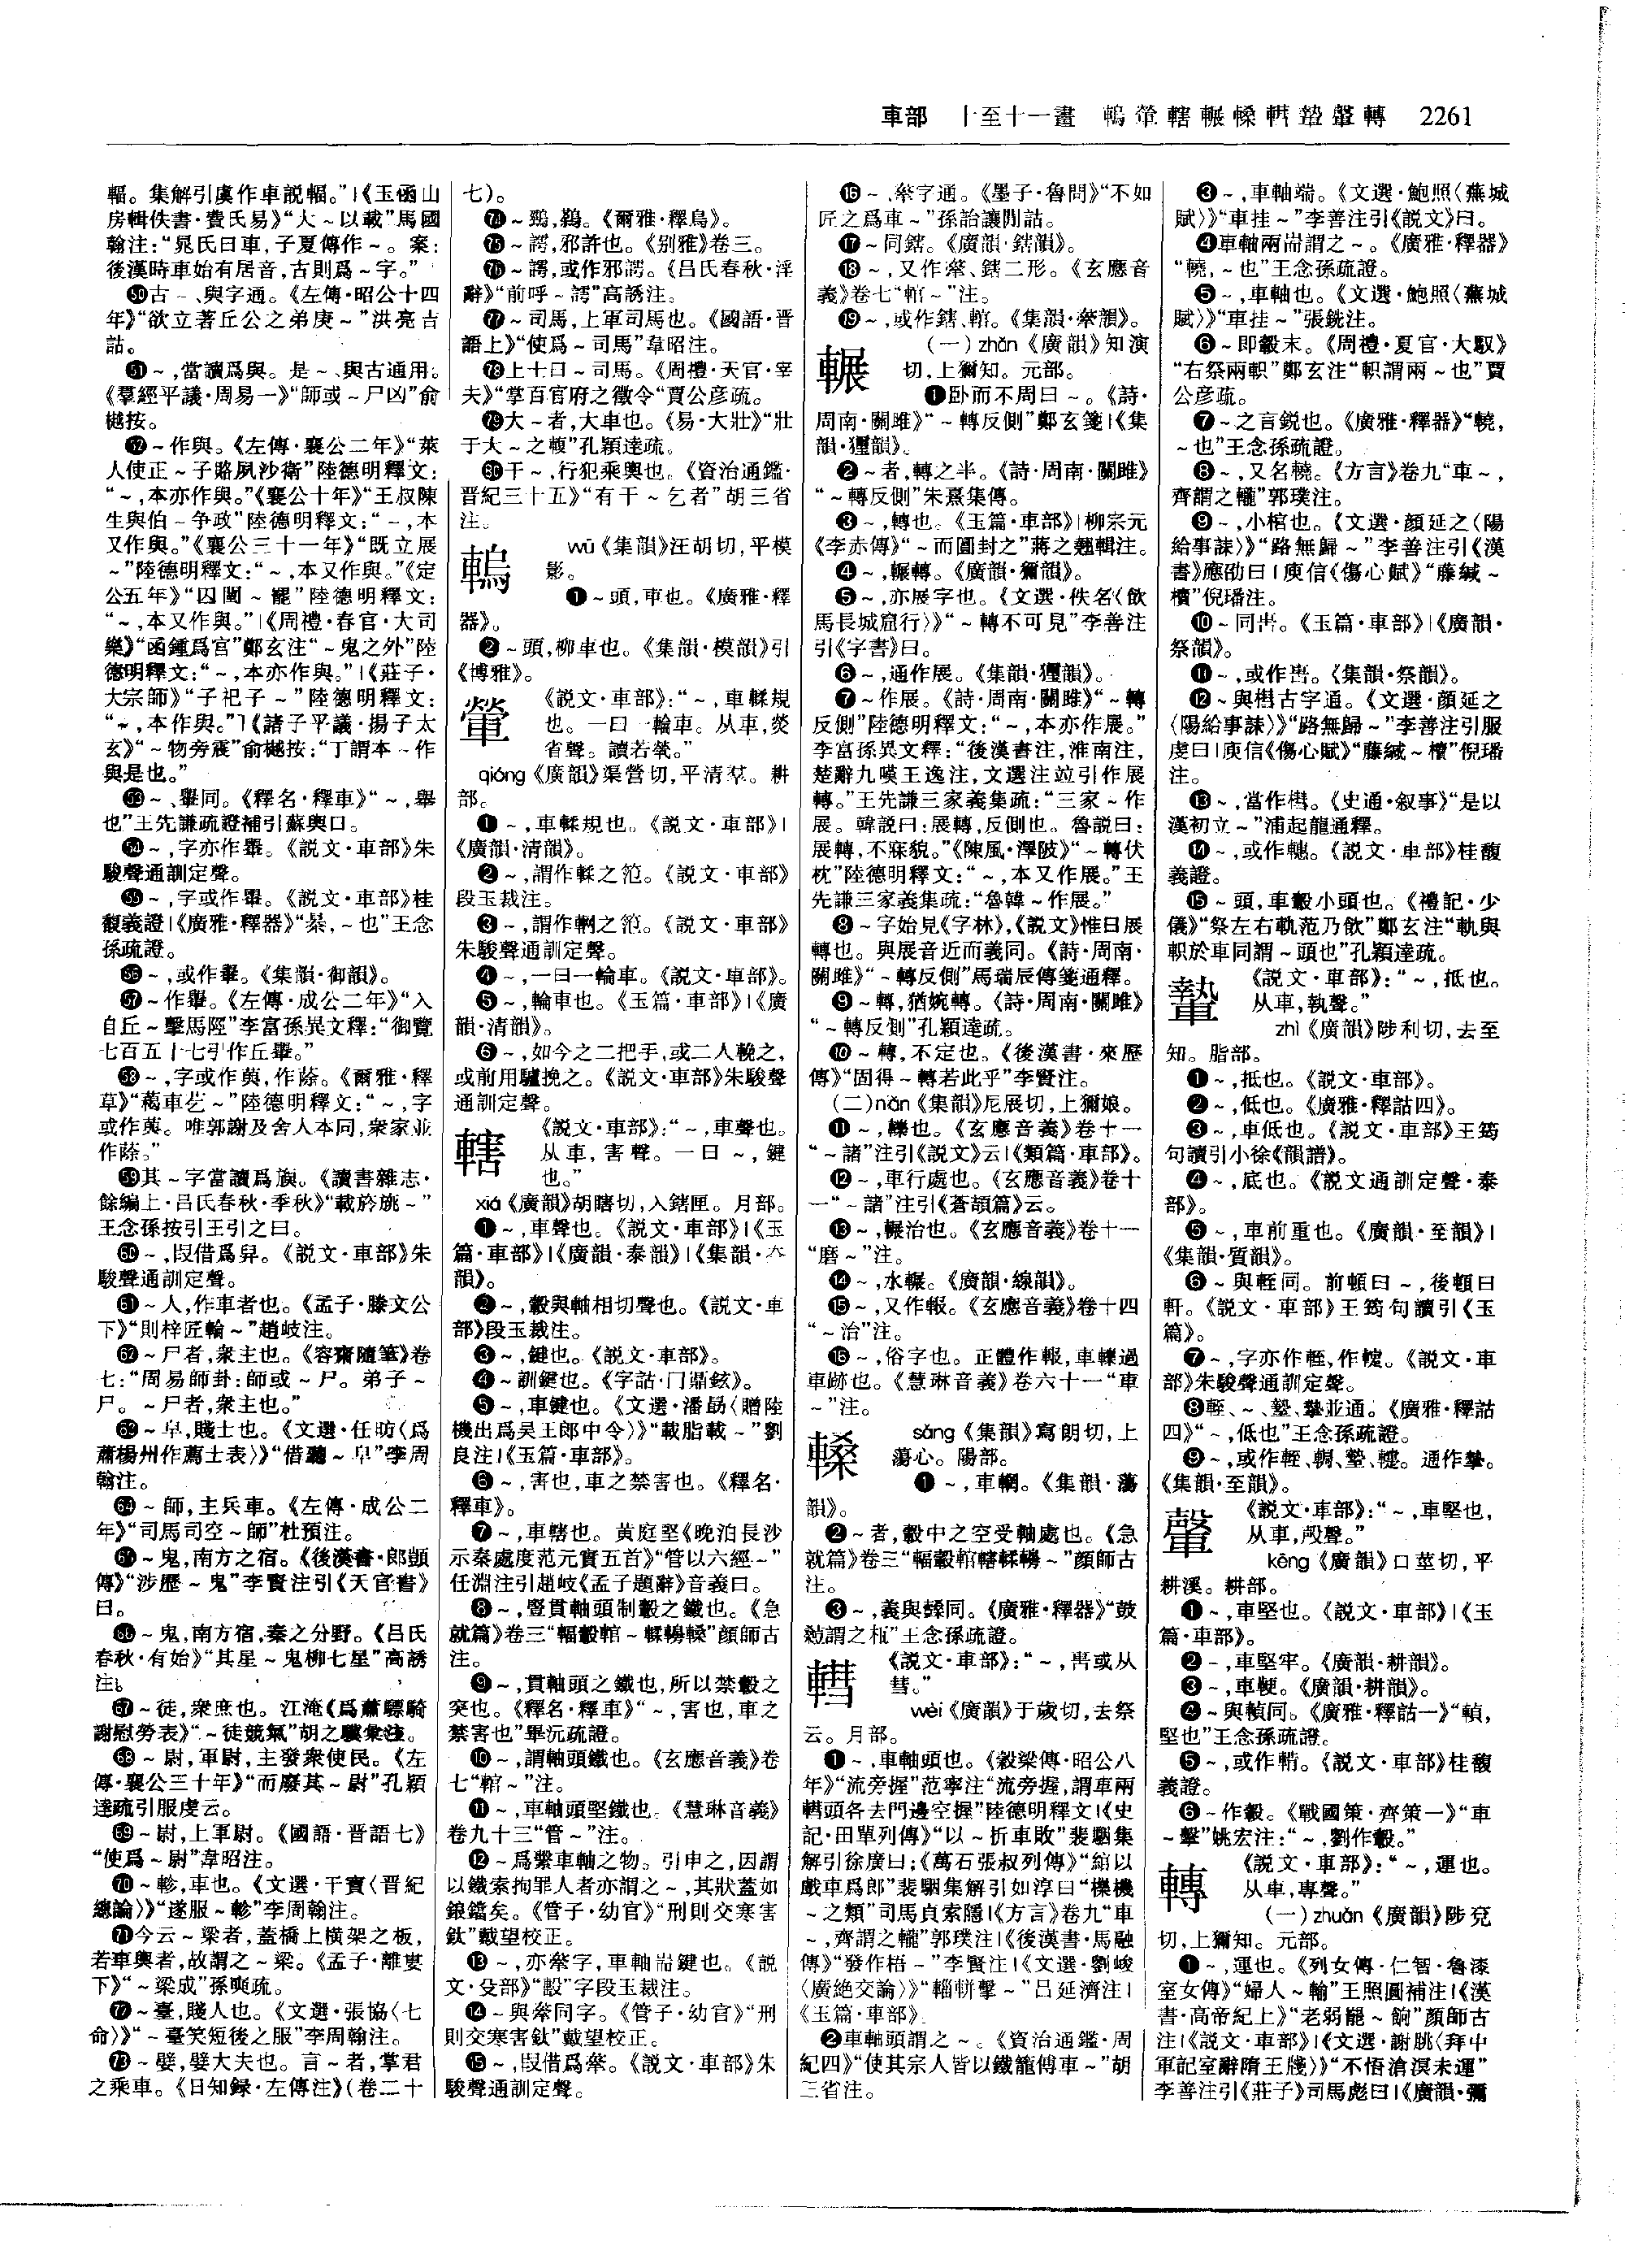 車部　十至十一畫　䡧䡓轄輾𨎆轊𨎌𨍱轉　2261
輻。集解引虞作車説輻。”|《玉函山
房輯佚書·費氏易》“大～以載”馬國
翰注：“晁氏曰車，子夏傳作～。案：
後漢時車始有居音，古則爲～字。”
㊿古～、與字通。《左傳·昭公十四
年》“欲立著丘公之弟庚～”洪亮吉
詁。
51～，當讀爲與。是～、與古通用。
《羣經平議·周易一》“師或～尸凶”俞
樾按。
52～作與。《左傳·襄公二年》“萊
人使正～子賂夙沙衛”陸德明釋文：
“～，本亦作與。”《襄公十年》“王叔陳
生與伯～争政”陸德明釋文：“～，本
又作與。”《襄公三十一年》“既立展
～”陸德明釋文：“～，本又作與。”《定
公五年》“囚闉～罷”陸德明釋文：
“～，本又作與。”|《周禮·春官·大司
樂》“函鍾爲宮”鄭玄注“～鬼之外”陸
德明釋文：“～，本亦作與。”|《莊子·
大宗師》“子祀子～”陸德明釋文：
“～，本作與。”|《諸子平議·揚子太
玄》“～物旁震”俞樾按：“丁謂本～作
與是也。”
53～、轝同。《釋名·釋車》“～，舉
也”王先謙疏證補引蘇輿曰。
54～，字亦作轝。《説文·車部》朱
駿聲通訓定聲。
55～，字或作轝。《説文·車部》桂
馥義證|《廣雅·釋器》“𦱤，～也”王念
孫疏證。
56～，或作轝。《集韻·御韻》。
57～作轝。《左傳·成公二年》“入
自丘～擊馬陘”李富孫異文釋：“御覽
七百五十七引作丘轝。”
58～，字或作藇，作蒢。《爾雅·釋
草》“藒車艺～”陸德明釋文：“～，字
或作藇。唯郭謝及舍人本同，衆家並
作蒢。”
59其～字當讀爲旟。《讀書雜志·
餘編上·吕氏春秋·季秋》“載旍旐～”
王念孫按引王引之曰。
60～，叚借爲舁。《説文·車部》朱
駿聲通訓定聲。
61～人，作車者也。《孟子·滕文公
下》“則梓匠輪～”趙岐注。
62～尸者，衆主也。《容齋隨筆》卷
七：“周易師卦：師或～尸。弟子～
尸。～尸者，衆主也。”
63～皁，賤士也。《文選·任昉〈爲
蕭楊州作薦士表〉》“借聽～皁”李周
翰注。
64～師，主兵車。《左傳·成公二
年》“司馬司空～師”杜預注。
65～鬼，南方之宿。《後漢書·郎顗
傳》“涉歷～鬼”李賢注引《天官書》
曰。
66～鬼，南方宿，秦之分野。《吕氏
春秋·有始》“其星～鬼柳七星”高誘
注。
67～徒，衆庶也。江淹《爲蕭驃騎
謝慰勞表》“～徒競氣”胡之驥彙注。
68～尉，軍尉，主發衆使民。《左
傳·襄公三十年》“而廢其～尉”孔穎
達疏引服虔云。
69～尉，上軍尉。《國語·晉語七》
“使爲～尉”韋昭注。
70～軫，車也。《文選·干寶〈晉紀
總論〉》“遂服～軫”李周翰注。
71今云～梁者，蓋橋上横架之板，
若車輿者，故謂之～梁。《孟子·離婁
下》“～梁成”孫奭疏。
72～臺，賤人也。《文選·張協〈七
命〉》“～臺笑短後之服”李周翰注。
73～嬖，嬖大夫也。言～者，掌君
之乘車。《日知録·左傳注》（卷二十
七）。
74～鵐，鷃。《爾雅·釋鳥》。
75～謣，邪許也。《别雅》卷三。
76～謣，或作邪謣。《吕氏春秋·淫
辭》“前呼～謣”高誘注。
77～司馬，上軍司馬也。《國語·晉
語上》“使爲～司馬”韋昭注。
78上士曰～司馬。《周禮·天官·宰
夫》“掌百官府之徵令”賈公彦疏。
79大～者，大車也。《易·大壯》“壯
于大～之輹”孔穎達疏。
80干～，行犯乘輿也。《資治通鑑·
晉紀三十五》“有干～乞者”胡三省
注。
䡧　wū《集韻》汪胡切，平模
影。
❶～頭，車也。《廣雅·釋
器》。
❷～頭，柳車也。《集韻·模韻》引
《博雅》。
䡓　《説文·車部》：“～，車輮規
也。一曰一輪車。从車，熒
省聲。讀若煢。”
qióng《廣韻》渠營切，平清羣。耕
部。
❶～，車輮規也。《説文·車部》|
《廣韻·清韻》。
❷～，謂作輮之笵。《説文·車部》
段玉裁注。
❸～，謂作輞之笵。《説文·車部》
朱駿聲通訓定聲。
❹～，一曰一輪車。《説文·車部》。
❺～，輪車也。《玉篇·車部》|《廣
韻·清韻》。
❻～，如今之二把手，或二人輓之，
或前用驢挽之。《説文·車部》朱駿聲
通訓定聲。
轄　《説文·車部》：“～，車聲也。
从車，害聲。一曰～，鍵
也。”
xiá《廣韻》胡瞎切，入鎋匣。月部。
❶～，車聲也。《説文·車部》|《玉
篇·車部》|《廣韻·泰韻》|《集韻·夳
韻》。
❷～，轂與軸相切聲也。《説文·車
部》段玉裁注。
❸～，鍵也。《説文·車部》。
❹～訓鍵也。《字詁·门鼏鉉》。
❺～，車鍵也。《文選·潘勗〈贈陸
機出爲吴王郎中令〉》“載脂載～”劉
良注|《玉篇·車部》。
❻～，害也，車之禁害也。《釋名·
釋車》。
❼～，車轄也。黄庭堅《晚泊長沙
示秦處度范元實五首》“管以六經～”
任淵注引趙岐《孟子題辭》音義曰。
❽～，豎貫軸頭制轂之鐵也。《急
就篇》卷三“輻轂輨～輮轑𨎆”顔師古
注。
❾～，貫軸頭之鐵也，所以禁轂之
突也。《釋名·釋車》“～，害也，車之
禁害也”畢沅疏證。
❿～，謂軸頭鐵也。《玄應音義》卷
七“輨～”注。
⓫～，車軸頭堅鐵也。《慧琳音義》
卷九十三“管～”注。
⓬～爲繫車軸之物。引申之，因謂
以鐵索拘罪人者亦謂之～，其狀蓋如
鋃鐺矣。《管子·幼官》“刑則交寒害
釱”戴望校正。
⓭～，亦舝字，車軸耑鍵也。《説
文·殳部》“毄”字段玉裁注。
⓮～與舝同字。《管子·幼官》“刑
則交寒害釱”戴望校正。
⓯～，叚借爲舝。《説文·車部》朱
駿聲通訓定聲。
⓰～，舝字通。《墨子·魯問》“不如
匠之爲車～”孫詒讓閒詁。
⓱～同鎋。《廣韻·鎋韻》。
⓲～，又作舝、鎋二形。《玄應音
義》卷七“輨～”注。
⓳～，或作鎋、䡄。《集韻·舝韻》。
輾　（一）zhǎn《廣韻》知演
切，上獮知。元部。
❶卧而不周曰～。《詩·
周南·關雎》“～轉反側”鄭玄箋|《集
韻·獮韻》。
❷～者，轉之半。《詩·周南·關雎》
“～轉反側”朱熹集傳。
❸～，轉也。《玉篇·車部》|柳宗元
《李赤傳》“～而圓封之”蔣之翹輯注。
❹～，輾轉。《廣韻·獮韻》。
❺～，亦展字也。《文選·佚名〈飲
馬長城窟行〉》“～轉不可見”李善注
引《字書》曰。
❻～，通作展。《集韻·獮韻》。
❼～作展。《詩·周南·關雎》“～轉
反側”陸德明釋文：“～，本亦作展。”
李富孫異文釋：“後漢書注，淮南注，
楚辭九嘆王逸注，文選注竝引作展
轉。”王先謙三家義集疏：“三家～作
展。韓説曰：展轉，反側也。魯説曰：
展轉，不寐貌。”《陳風·澤陂》“～轉伏
枕”陸德明釋文：“～，本又作展。”王
先謙三家義集疏：“魯韓～作展。”
❽～字始見《字林》，《説文》惟曰展
轉也。與展音近而義同。《詩·周南·
關雎》“～轉反側”馬瑞辰傳箋通釋。
❾～轉，猶婉轉。《詩·周南·關雎》
“～轉反側”孔穎達疏。
❿～轉，不定也。《後漢書·來歷
傳》“固得～轉若此乎”李賢注。
（二）niǎn《集韻》尼展切，上獮娘。
⓫～，轢也。《玄應音義》卷十一
“～諸”注引《説文》云|《類篇·車部》。
⓬～，車行處也。《玄應音義》卷十
一“～諸”注引《蒼頡篇》云。
⓭～，輾治也。《玄應音義》卷十一
“磨～”注。
⓮～，水輾。《廣韻·線韻》。
⓯～，又作報。《玄應音義》卷十四
“～治”注。
⓰～，俗字也。正體作報，車轢過
車跡也。《慧琳音義》卷六十一“車
～”注。
𨎆　sǎng《集韻》寫朗切，上
蕩心。陽部。
❶～，車輞。《集韻·蕩
韻》。
❷～者，轂中之空受軸處也。《急
就篇》卷三“輻轂輨轄輮轑～”顔師古
注。
❸～，義與䫙同。《廣雅·釋器》“鼓
㪇謂之柧”王念孫疏證。
轊　《説文·車部》：“～，軎或从
彗。”
wèi《廣韻》于歲切，去祭
云。月部。
❶～，車軸頭也。《穀梁傳·昭公八
年》“流旁握”范寧注“流旁握，謂車兩
轊頭各去門邊空握”陸德明釋文|《史
記·田單列傳》“以～折車敗”裴駰集
解引徐廣曰；《萬石張叔列傳》“綰以
戲車爲郎”裴駰集解引如淳曰“櫟機
～之類”司馬貞索隱|《方言》卷九“車
～，齊謂之𨏉”郭璞注|《後漢書·馬融
傳》“發作梧～”李賢注|《文選·劉峻
〈廣絶交論〉》“輜軿擊～”吕延濟注|
《玉篇·車部》。
❷車軸頭謂之～。《資治通鑑·周
紀四》“使其宗人皆以鐵籠傅車～”胡
三省注。
❸～，車軸端。《文選·鮑照〈蕪城
賦〉》“車挂～”李善注引《説文》曰。
❹車軸兩耑謂之～。《廣雅·釋器》
“𨎯，～也”王念孫疏證。
❺～，車軸也。《文選·鮑照〈蕪城
賦〉》“車挂～”張銑注。
❻～即轂末。《周禮·夏官·大馭》
“右祭兩軹”鄭玄注“軹謂兩～也”賈
公彦疏。
❼～之言鋭也。《廣雅·釋器》“𨎯，
～也”王念孫疏證。
❽～，又名𨎯。《方言》卷九“車～，
齊謂之𨏉”郭璞注。
❾～，小棺也。《文選·顔延之〈陽
給事誄〉》“路無歸～”李善注引《漢
書》應劭曰|庾信《傷心賦》“藤緘～
櫝”倪璠注。
❿～同軎。《玉篇·車部》|《廣韻·
祭韻》。
⓫～，或作軎。《集韻·祭韻》。
⓬～與槥古字通。《文選·顔延之
〈陽給事誄〉》“路無歸～”李善注引服
虔曰|庾信《傷心賦》“藤緘～櫝”倪璠
注。
⓭～，當作槥。《史通·叙事》“是以
漢初立～”浦起龍通釋。
⓮～，或作轊。《説文·車部》桂馥
義證。
⓯～頭，車轂小頭也。《禮記·少
儀》“祭左右軌范乃飲”鄭玄注“軌與
軹於車同謂～頭也”孔穎達疏。
𨎌　《説文·車部》：“～，抵也。
从車，執聲。”
zhì《廣韻》陟利切，去至
知。脂部。
❶～，抵也。《説文·車部》。
❷～，低也。《廣雅·釋詁四》。
❸～，車低也。《説文·車部》王筠
句讀引小徐《韻譜》。
❹～，底也。《説文通訓定聲·泰
部》。
❺～，車前重也。《廣韻·至韻》|
《集韻·質韻》。
❻～與輊同。前頓曰～，後頓曰
軒。《説文·車部》王筠句讀引《玉
篇》。
❼～，字亦作輊，作𨎫。《説文·車
部》朱駿聲通訓定聲。
❽輊、～、墊、摯並通。《廣雅·釋詁
四》“～，低也”王念孫疏證。
❾～，或作輊、輖、墊、𨎫。通作摯。
《集韻·至韻》。
𨍱　《説文·車部》：“～，車堅也，
从車，殸聲。”
kēng《廣韻》口莖切，平
耕溪。耕部。
❶～，車堅也。《説文·車部》|《玉
篇·車部》。
❷～，車堅牢。《廣韻·耕韻》。
❸～，車鞕。《廣韻·耕韻》。
❹～與䡰同。《廣雅·釋詁一》“䡰，
堅也”王念孫疏證。
❺～，或作鞘。《説文·車部》桂馥
義證。
❻～作轂。《戰國策·齊策一》“車
～擊”姚宏注：“～，劉作轂。”
轉　《説文·車部》：“～，運也。
从車，專聲。”
（一）zhuǎn《廣韻》陟兖
切，上獮知。元部。
❶～，運也。《列女傳·仁智·魯漆
室女傳》“婦人～輸”王照圓補注|《漢
書·高帝紀上》“老弱罷～餉”顔師古
注|《説文·車部》|《文選·謝朓〈拜中
軍記室辭隋王牋〉》“不悟滄溟未運”
李善注引《莊子》司馬彪曰|《廣韻·獮